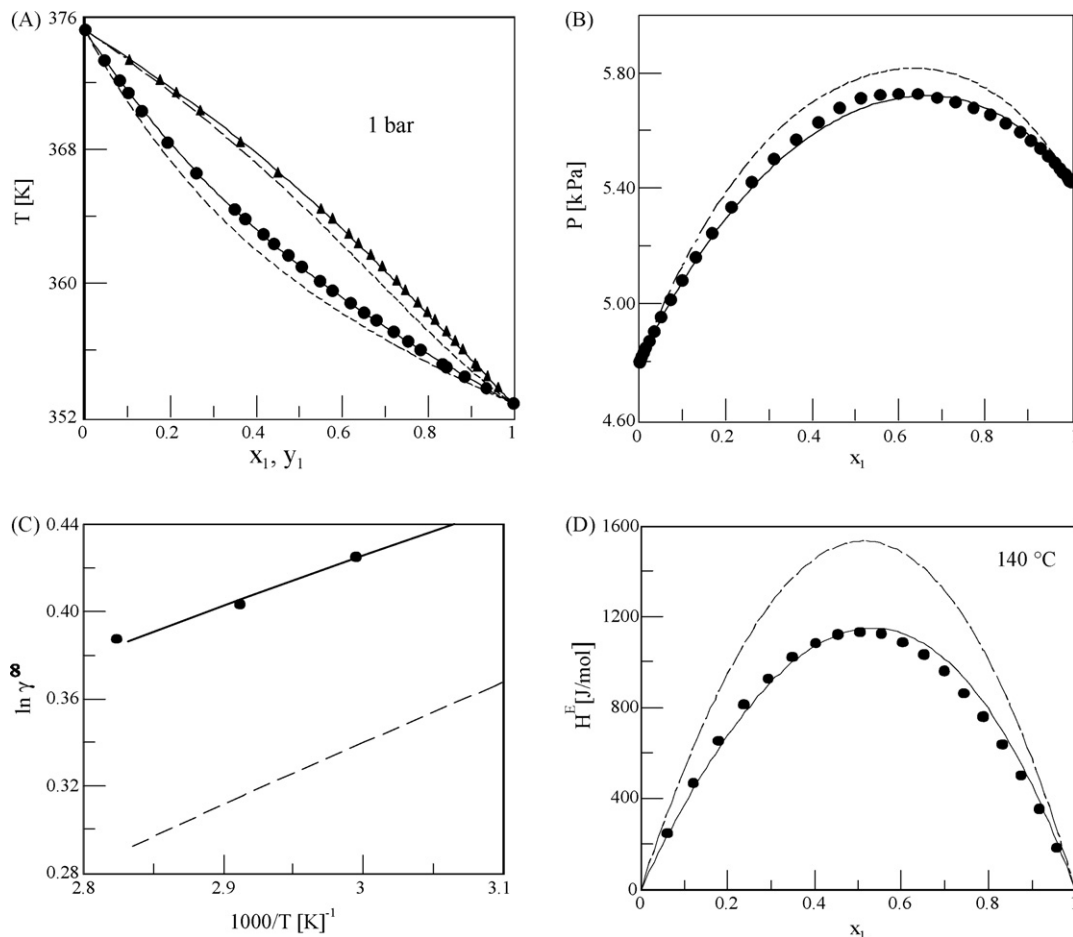 (A)
376
368
360
352
T [K]
1 bar
0 0.2 0.4 0.6 0.8 1
x₁, y₁
(B)
5.80
5.40
5.00
4.60
P [kPa]
0 0.2 0.4 0.6 0.8 1
x₁
(C)
0.44
0.40
0.36
0.32
0.28
ln γ∞
2.8 2.9 3 3.1
1000/T [K]⁻¹
(D)
1600
1200
800
400
0
Hᴱ [J/mol]
140 °C
0 0.2 0.4 0.6 0.8 1
x₁